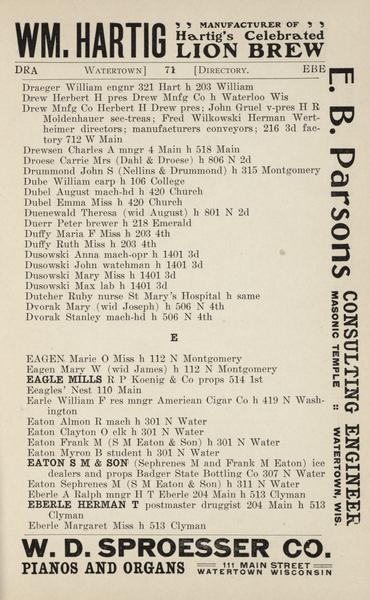 WM. HARTIG
" " MANUFACTURER OF " "
Hartig's Celebrated
LION BREW
DRA WATERTOWN] 71 [DIRECTORY. EBE
Draeger William engnr 321 Hart h 203 William
Drew Herbert H pres Drew Mnfg Co h Waterloo Wis
Drew Mnfg Co Herbert H Drew pres; John Gruel v-pres H R
Moldenhauer sec-treas; Fred Wilkowski Herman Wert-
heimer directors; manufacturers conveyors; 216 3d fac-
tory 712 W Main
Drewsen Charles A mngr 4 Main h 518 Main
Droese Carrie Mrs (Dahl & Droese) h 806 N 2d
Drummond John S (Nellins & Drummond) h 315 Montgomery
Dube William carp h 106 College
Dubel August mach-hd h 420 Church
Dubel Emma Miss h 420 Church
Duenewald Theresa (wid August) h 801 N 2d
Duerr Peter brewer h 218 Emerald
Duffy Maria F Miss h 203 4th
Duffy Ruth Miss h 203 4th
Dusowski Anna mach-opr h 1401 3d
Dusowski John watchman h 1401 3d
Dusowski Mary Miss h 1401 3d
Dusowski Max lab h 1401 3d
Dutcher Ruby nurse St Mary's Hospital h same
Dvorak Mary (wid Joseph) h 506 N 4th
Dvorak Stanley mach-hd h 506 N 4th
E
EAGEN Marie O Miss h 112 N Montgomery
Eagen Mary W (wid James) h 112 N Montgomery
EAGLE MILLS R P Koenig & Co props 514 1st
Eagles' Nest 110 Main
Earle William F res mngr American Cigar Co h 419 N Wash-
ington
Eaton Almon R mach h 301 N Water
Eaton Clayton O elk h 301 N Water
Eaton Frank M (S M Eaton & Son) h 301 N Water
Eaton Myron B student h 301 N Water
EATON S M & SON (Sephrenes M and Frank M Eaton) ice
dealers and props Badger State Bottling Co 307 N Water
Eaton Sephrenes M (S M Eaton & Son) h 311 N Water
Eberle A Ralph mngr H T Eberle 204 Main h 513 Clyman
EBERLE HERMAN T postmaster druggist 204 Main h 513
Clyman
Eberle Margaret Miss h 513 Clyman
E. B. Parsons CONSULTING ENGINEER
MASONIC TEMPLE :: WATERTOWN, WIS.
W. D. SPROESSER CO.
PIANOS AND ORGANS
111 MAIN STREET
WATERTOWN WISCONSIN